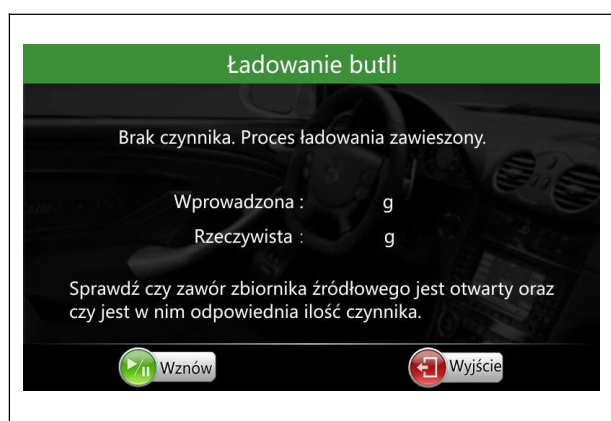 Ładowanie butli
Brak czynnika. Proces ładowania zawieszony.
Wprowadzona : g
Rzeczywista : g
Sprawdź czy zawór zbiornika źródłowego jest otwarty oraz
czy jest w nim odpowiednia ilość czynnika.
Wznów Wyjście